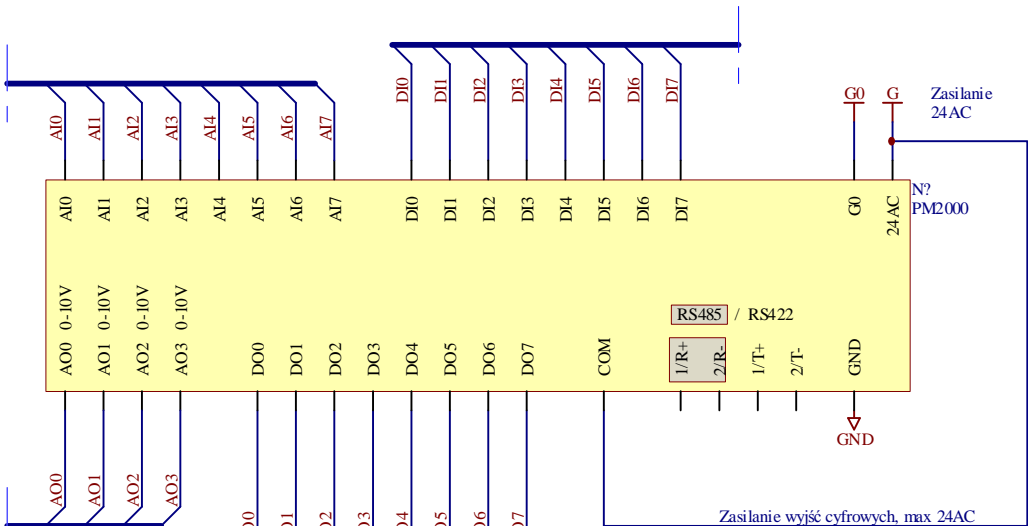 DI0 DI1 DI2 DI3 DI4 DI5 DI6 DI7
G0 G Zasilanie
24AC
AI0 AI1 AI2 AI3 AI4 AI5 AI6 AI7
N?
PM2000
AI0 AI1 AI2 AI3 AI4 AI5 AI6 AI7 DI0 DI1 DI2 DI3 DI4 DI5 DI6 DI7 G0 24AC
RS485 / RS422
AO0 0-10V AO1 0-10V AO2 0-10V AO3 0-10V DO0 DO1 DO2 DO3 DO4 DO5 DO6 DO7 COM 1/R+ 2/R- 1/T+ 2/T- GND
GND
AO0 AO1 AO2 AO3
Zasilanie wyjść cyfrowych, max 24AC